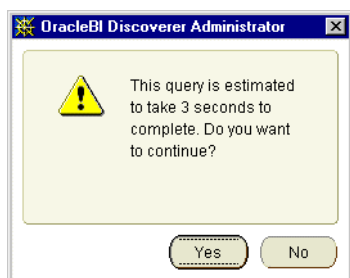 OracleBI Discoverer Administrator
This query is estimated
to take 3 seconds to
complete. Do you want
to continue?
Yes No